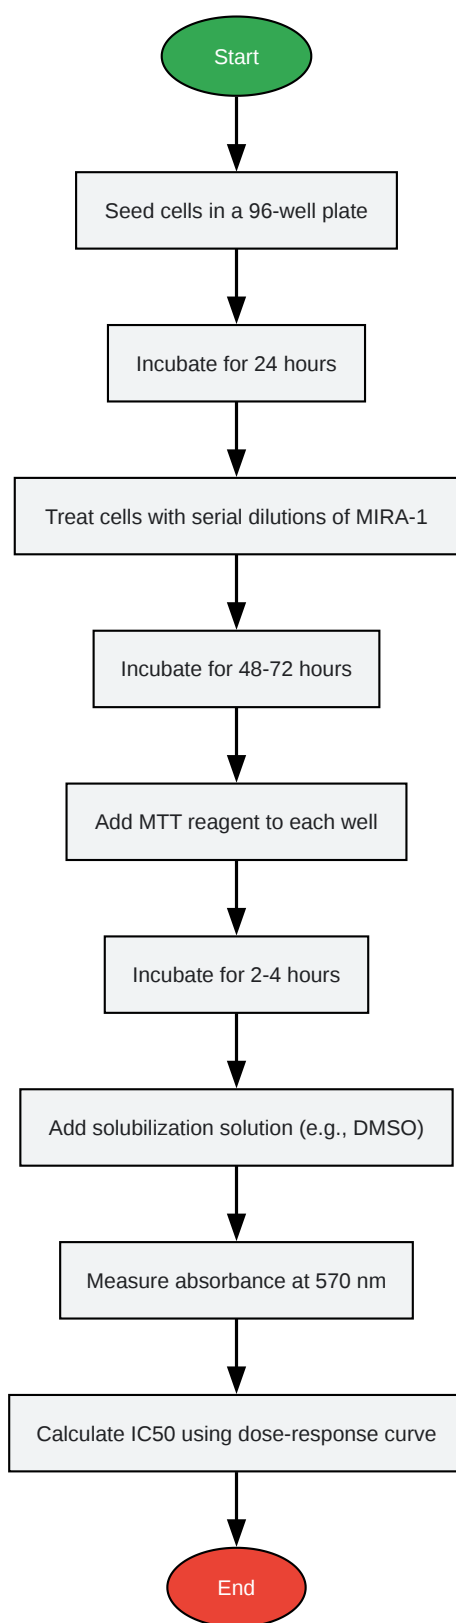 Start
Seed cells in a 96-well plate
Incubate for 24 hours
Treat cells with serial dilutions of MIRA-1
Incubate for 48-72 hours
Add MTT reagent to each well
Incubate for 2-4 hours
Add solubilization solution (e.g., DMSO)
Measure absorbance at 570 nm
Calculate IC50 using dose-response curve
End